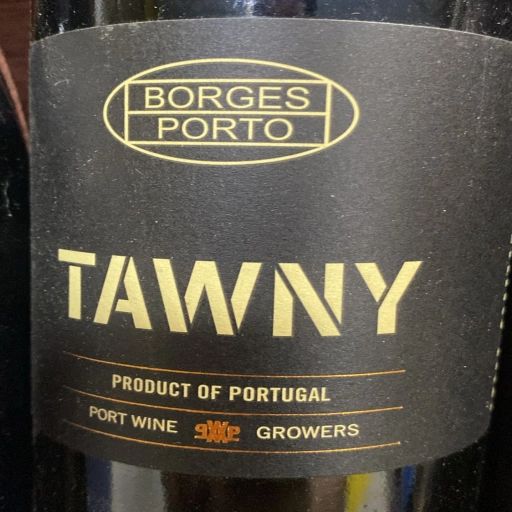 BORGES
PORTO
TAWNY
PRODUCT OF PORTUGAL
PORT WINE GROWERS